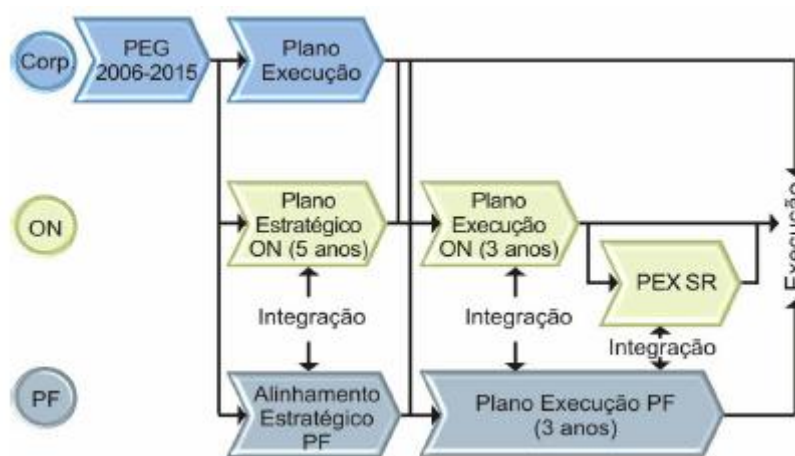 Corp.
PEG
2006-2015
Plano
Execução
ON
Plano
Estratégico
ON (5 anos)
Plano
Execução
ON (3 anos)
PEX SR
Execução
Integração
Integração
Integração
PF
Alinhamento
Estratégico
PF
Plano Execução PF
(3 anos)